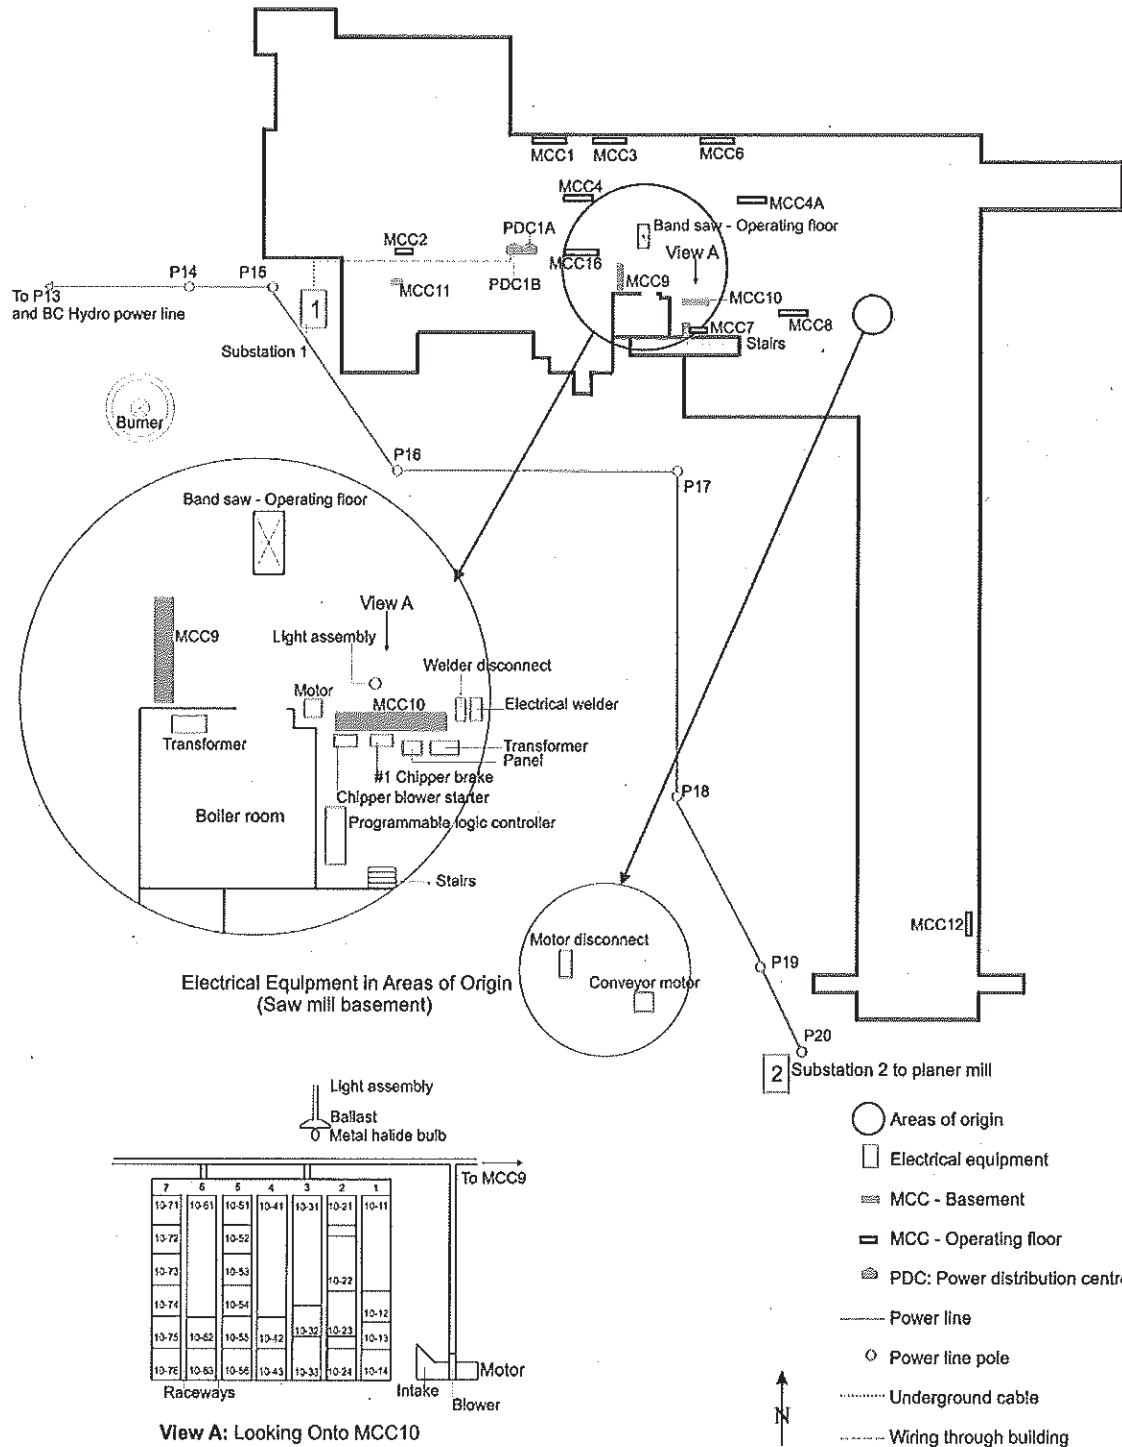 MCC1
MCC3
MCC6
MCC4
MCC4A
PDC1A
Band saw - Operating floor
MCC2
View A
P14
P15
MCC16
MCC9
MCC11
PDC1B
MCC10
To P13
and BC Hydro power line
1
MCC7
MCC8
Stairs
Substation 1
Burner
P16
P17
Band saw - Operating floor
View A
MCC9
Light assembly
Welder disconnect
Motor
MCC10
Electrical welder
Transformer
Transformer
Panel
#1 Chipper brake
Chipper blower starter
P18
Boiler room
Programmable logic controller
Stairs
MCC12
Motor disconnect
P19
Conveyor motor
Electrical Equipment in Areas of Origin
(Saw mill basement)
P20
2 Substation 2 to planer mill
Light assembly
Ballast
Metal halide bulb
To MCC9
7 6 5 4 3 2 1
10-71 10-61 10-51 10-41 10-31 10-21 10-11
10-72 10-52
10-73 10-53 10-22
10-74 10-54 10-12
10-75 10-62 10-55 10-42 10-32 10-23 10-13
10-76 10-63 10-56 10-43 10-33 10-24 10-14
Motor
Raceways
Intake
Blower
View A: Looking Onto MCC10
Areas of origin
Electrical equipment
MCC - Basement
MCC - Operating floor
PDC: Power distribution centr
Power line
Power line pole
Underground cable
Wiring through building
N